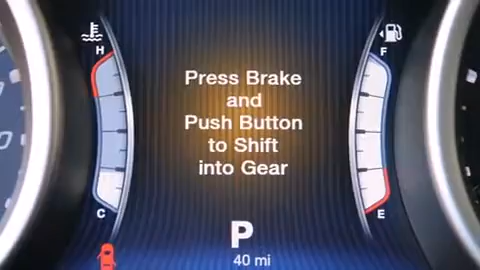 H
F
Press Brake
and
Push Button
to Shift
into Gear
C
E
P
40 mi